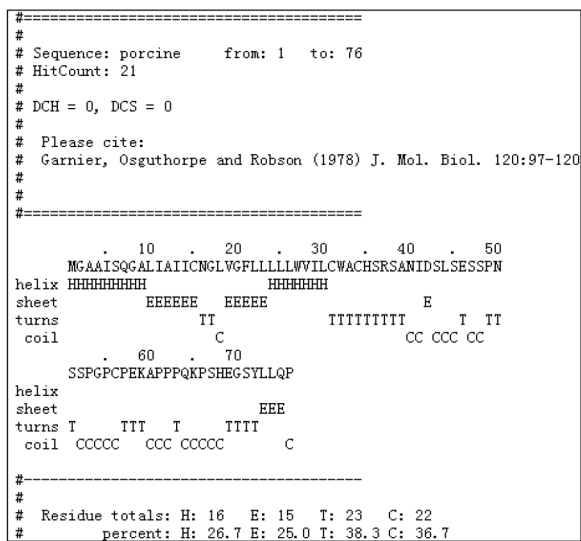 #=======================================
#
# Sequence: porcine     from: 1   to: 76
# HitCount: 21
#
# DCH = 0, DCS = 0
#
#  Please cite:
#  Garnier, Osguthorpe and Robson (1978) J. Mol. Biol. 120:97-120
#
#
#=======================================
          .   10    .   20    .   30    .   40    .   50
      MGAAISQGALIAIICNGLVGFLLLLLWVILCWACHSRSANIDSLSESSPN
helix HHHHHHHHH              HHHHHHH
sheet          EEEEEE   EEEEE                  E
turns                TT             TTTTTTTTT      T  TT
 coil                  C                     CC CCC CC
          .   60    .   70
      SSPGPCPEKAPPPQKPSHEGSYLLQP
helix
sheet                       EEE
turns T     TTT   T     TTTT
 coil  CCCCC   CCC CCCCC       C
#---------------------------------------
#
#  Residue totals: H: 16   E: 15   T: 23   C: 22
#         percent: H: 26.7 E: 25.0 T: 38.3 C: 36.7